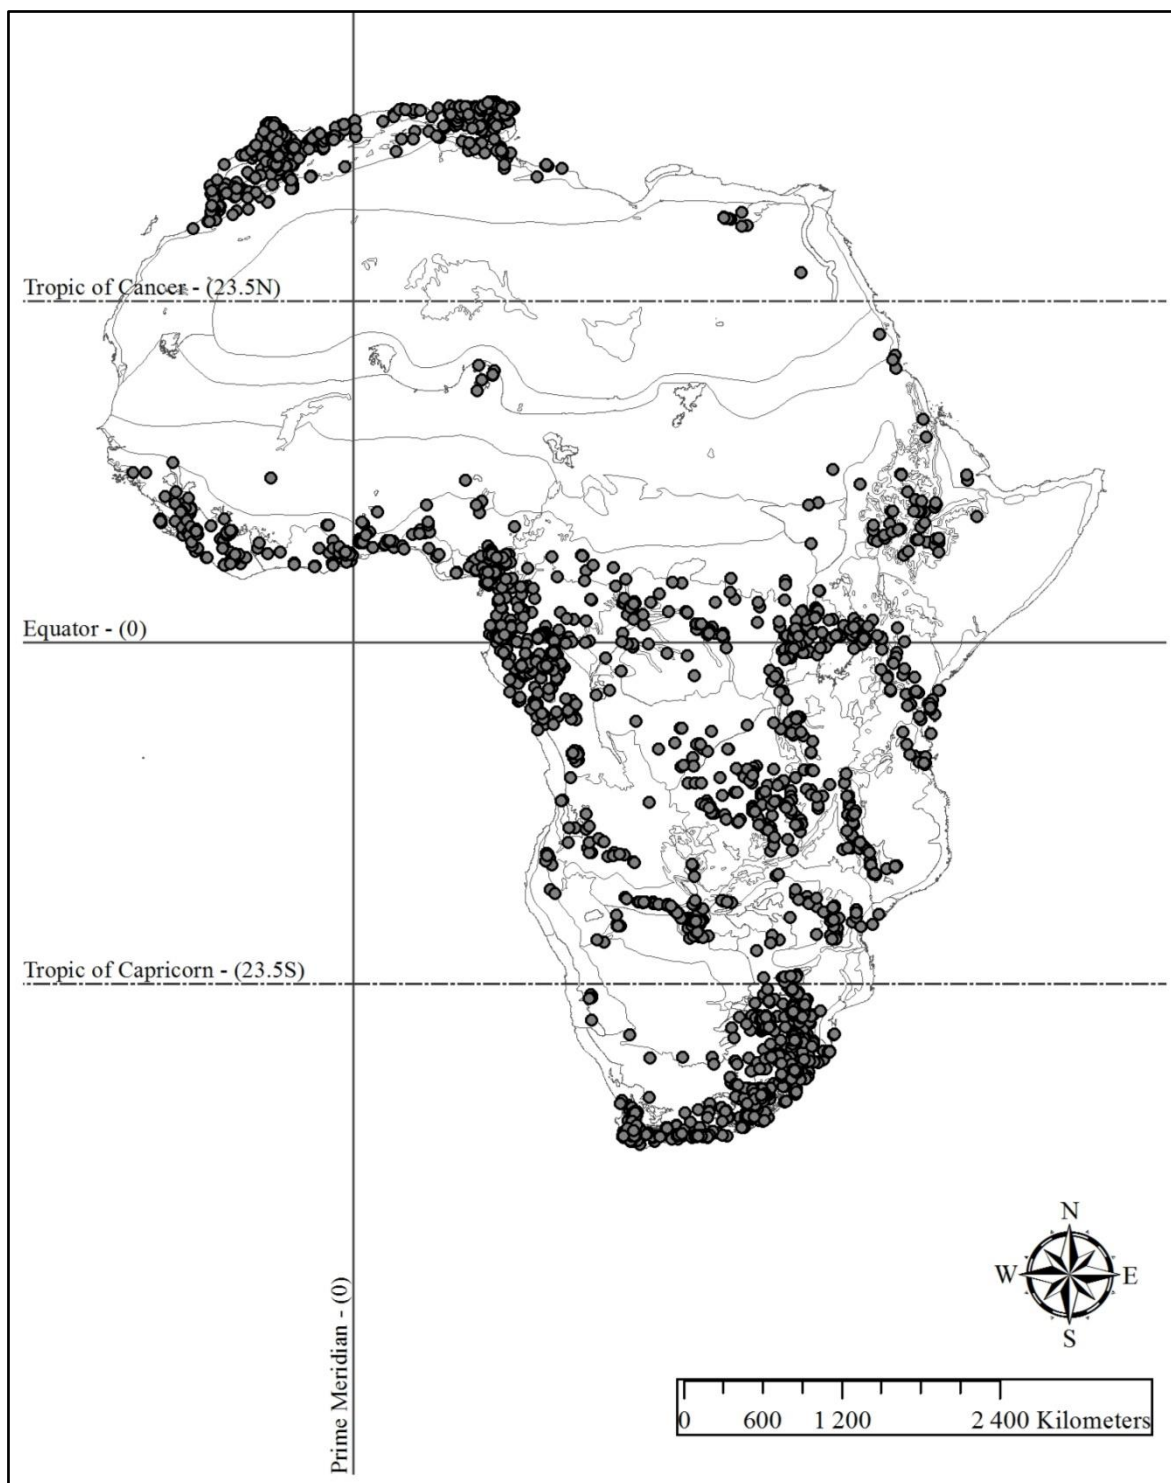 Tropic of Cancer - (23.5N)
Equator - (0)
Tropic of Capricorn - (23.5S)
Prime Meridian - (0)
N
W E
S
0 600 1 200 2 400 Kilometers